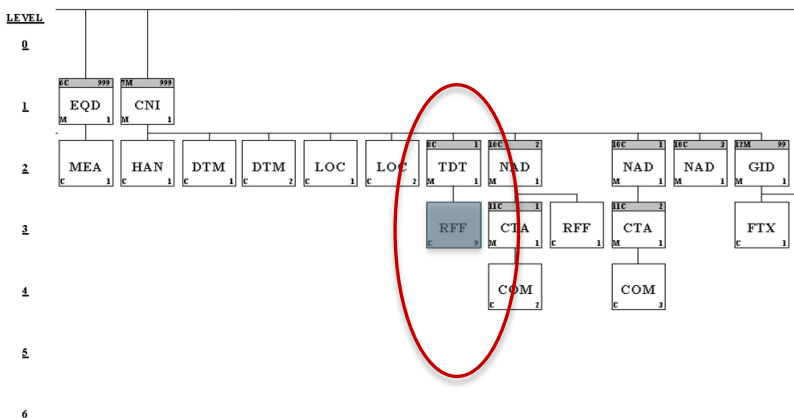 LEVEL
0
6C 999 7M 999
1 EQD CNI
M 1 M 1
8C 1 10C 2 10C 1 10C 3 12M 99
2 MEA HAN DTM DTM LOC LOC TDT NAD NAD NAD GID
C 1 C 1 C 1 C 2 C 1 C 2 M 1 M 1 M 1 M 1 M 1
11C 1 11C 2
3 RFF CTA RFF CTA FTX
C 9 M 1 C 1 M 1 C 1
4 COM COM
C 2 C 3
5
6